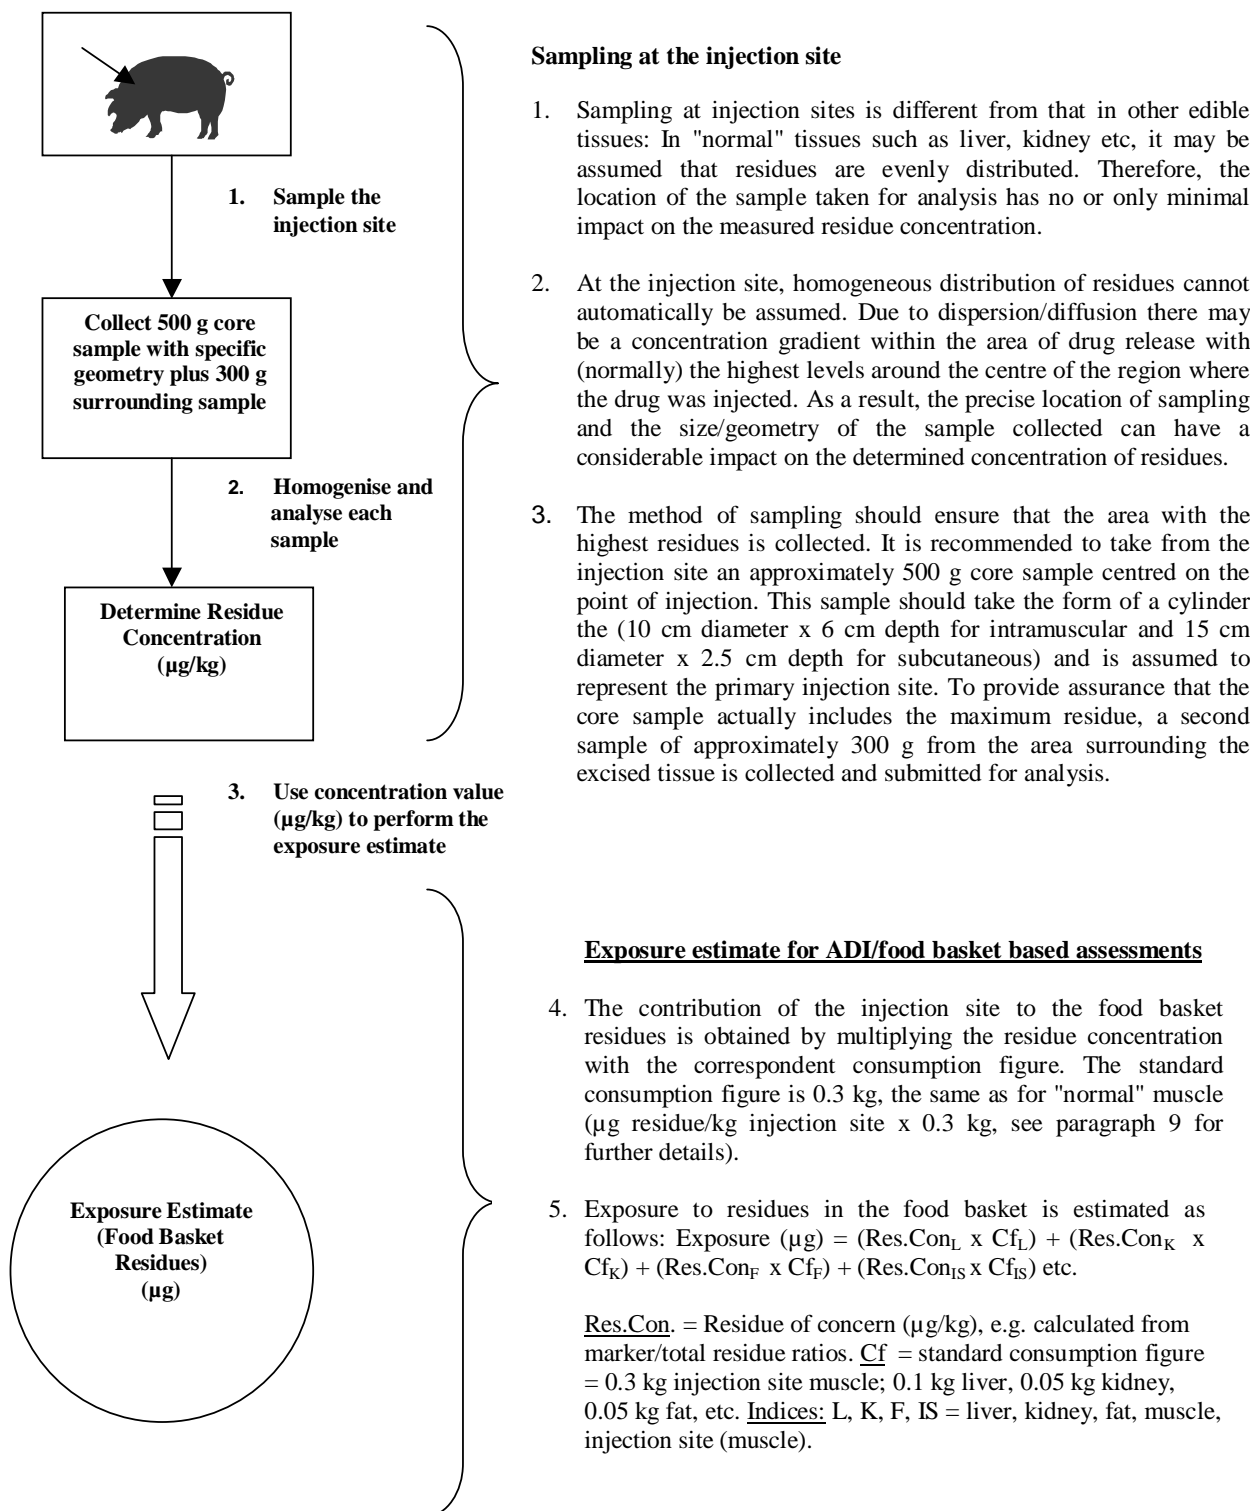 1. Sample the
injection site
Collect 500 g core
sample with specific
geometry plus 300 g
surrounding sample
2. Homogenise and
analyse each
sample
Determine Residue
Concentration
(µg/kg)
3. Use concentration value
(µg/kg) to perform the
exposure estimate
Exposure Estimate
(Food Basket
Residues)
(µg)
Sampling at the injection site
1. Sampling at injection sites is different from that in other edible
tissues: In "normal" tissues such as liver, kidney etc, it may be
assumed that residues are evenly distributed. Therefore, the
location of the sample taken for analysis has no or only minimal
impact on the measured residue concentration.
2. At the injection site, homogeneous distribution of residues cannot
automatically be assumed. Due to dispersion/diffusion there may
be a concentration gradient within the area of drug release with
(normally) the highest levels around the centre of the region where
the drug was injected. As a result, the precise location of sampling
and the size/geometry of the sample collected can have a
considerable impact on the determined concentration of residues.
3. The method of sampling should ensure that the area with the
highest residues is collected. It is recommended to take from the
injection site an approximately 500 g core sample centred on the
point of injection. This sample should take the form of a cylinder
the (10 cm diameter x 6 cm depth for intramuscular and 15 cm
diameter x 2.5 cm depth for subcutaneous) and is assumed to
represent the primary injection site. To provide assurance that the
core sample actually includes the maximum residue, a second
sample of approximately 300 g from the area surrounding the
excised tissue is collected and submitted for analysis.
Exposure estimate for ADI/food basket based assessments
4. The contribution of the injection site to the food basket
residues is obtained by multiplying the residue concentration
with the correspondent consumption figure. The standard
consumption figure is 0.3 kg, the same as for "normal" muscle
(µg residue/kg injection site x 0.3 kg, see paragraph 9 for
further details).
5. Exposure to residues in the food basket is estimated as
follows: Exposure (µg) = (Res.ConL x CfL) + (Res.ConK x
CfK) + (Res.ConF x CfF) + (Res.ConIS x CfIS) etc.
Res.Con. = Residue of concern (µg/kg), e.g. calculated from
marker/total residue ratios. Cf = standard consumption figure
= 0.3 kg injection site muscle; 0.1 kg liver, 0.05 kg kidney,
0.05 kg fat, etc. Indices: L, K, F, IS = liver, kidney, fat, muscle,
injection site (muscle).